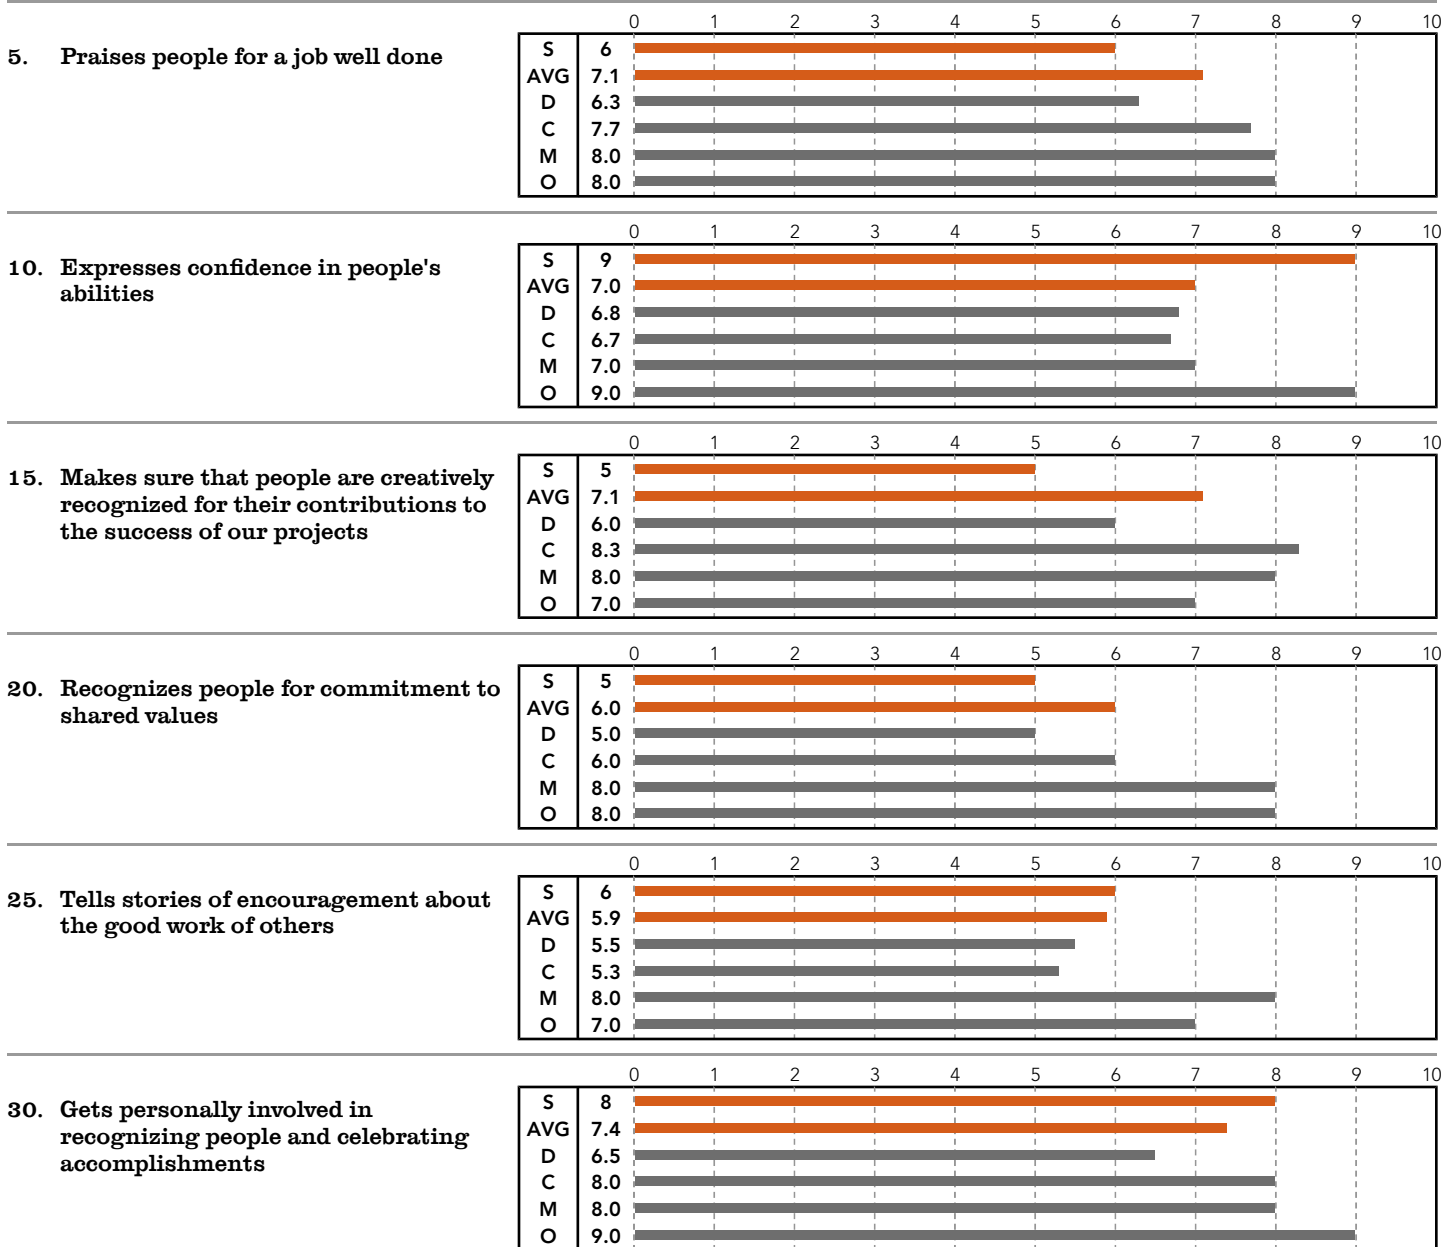 0 1 2 3 4 5 6 7 8 9 10
5. Praises people for a job well done
S 6
AVG 7.1
D 6.3
C 7.7
M 8.0
O 8.0
0 1 2 3 4 5 6 7 8 9 10
10. Expresses confidence in people's
abilities
S 9
AVG 7.0
D 6.8
C 6.7
M 7.0
O 9.0
0 1 2 3 4 5 6 7 8 9 10
15. Makes sure that people are creatively
recognized for their contributions to
the success of our projects
S 5
AVG 7.1
D 6.0
C 8.3
M 8.0
O 7.0
0 1 2 3 4 5 6 7 8 9 10
20. Recognizes people for commitment to
shared values
S 5
AVG 6.0
D 5.0
C 6.0
M 8.0
O 8.0
0 1 2 3 4 5 6 7 8 9 10
25. Tells stories of encouragement about
the good work of others
S 6
AVG 5.9
D 5.5
C 5.3
M 8.0
O 7.0
0 1 2 3 4 5 6 7 8 9 10
30. Gets personally involved in
recognizing people and celebrating
accomplishments
S 8
AVG 7.4
D 6.5
C 8.0
M 8.0
O 9.0